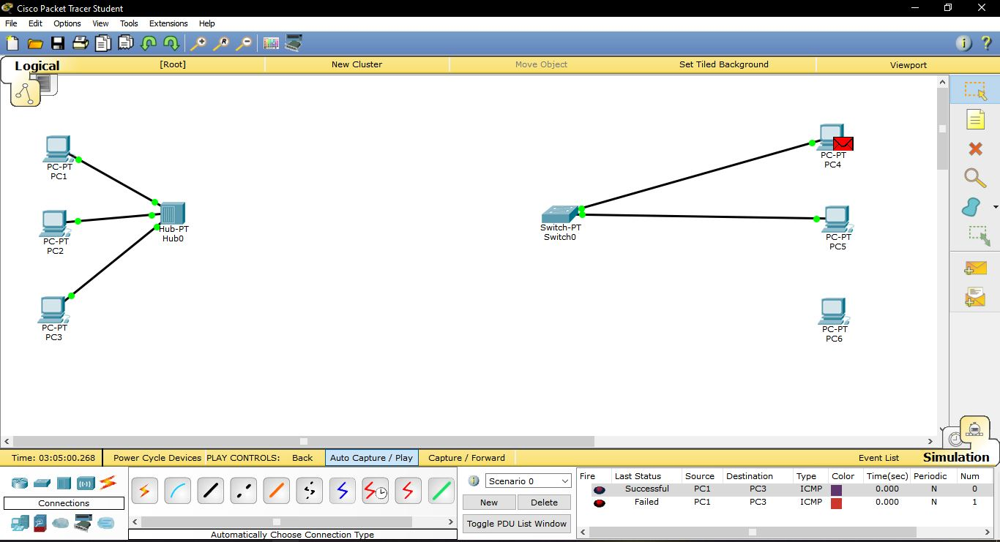 Cisco Packet Tracer Student
File Edit Options View Tools Extensions Help
Logical [Root] New Cluster Move Object Set Tiled Background Viewport
PC-PT
PC1
PC-PT
PC2
PC-PT
PC3
Hub-PT
Hub0
Switch-PT
Switch0
PC-PT
PC4
PC-PT
PC5
PC-PT
PC6
Time: 03:05:00.268 Power Cycle Devices PLAY CONTROLS: Back Auto Capture / Play Capture / Forward Event List Simulation
Connections
Automatically Choose Connection Type
Scenario 0
New Delete
Toggle PDU List Window
Fire Last Status Source Destination Type Color Time(sec) Periodic Num
Successful PC1 PC3 ICMP 0.000 N 0
Failed PC1 PC3 ICMP 0.000 N 1